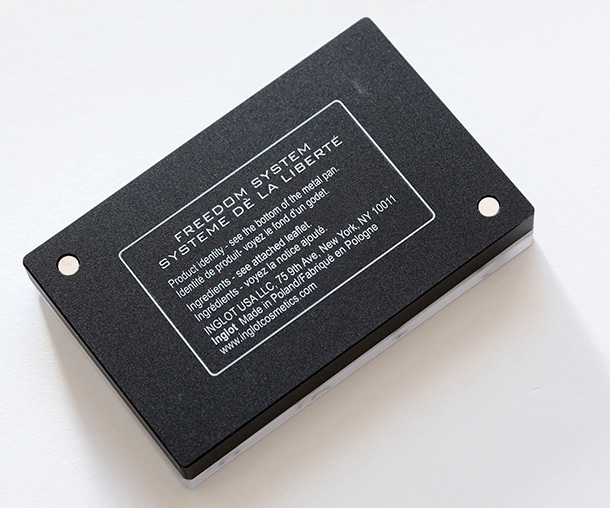 FREEDOM SYSTEM
SYSTEME DE LA LIBERTÉ
Product identity - see the bottom of the metal pan.
Identite de produit- voyez le fond d'un godet.
Ingredients - see attached leaflet.
Ingrédients - voyez la notice ajouté.
INGLOT USA LLC, 75 9th Ave, New York, NY 10011
Inglot Made in Poland/Fabriqué en Pologne
www.inglotcosmetics.com